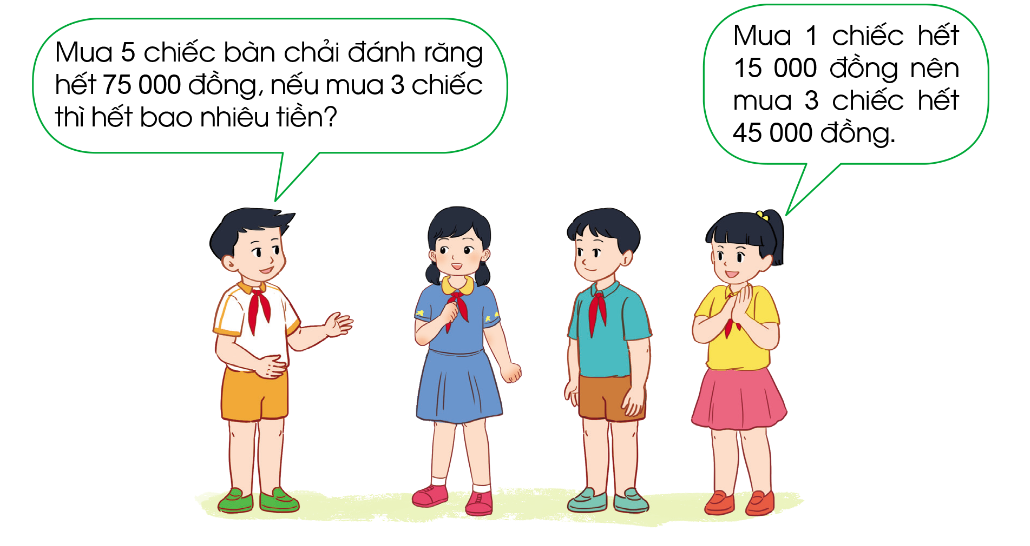 Mua 5 chiếc bàn chải đánh răng
hết 75 000 đồng, nếu mua 3 chiếc
thì hết bao nhiêu tiền?
Mua 1 chiếc hết
15 000 đồng nên
mua 3 chiếc hết
45 000 đồng.